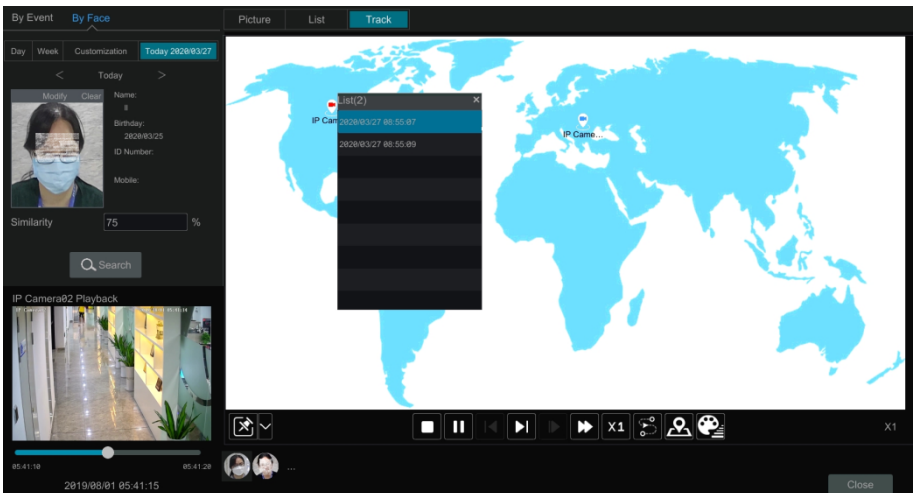 By Event By Face
Picture List Track
Day Week Customization Today 2020/03/27
< Today >
Modify Clear
Name:
ll
Birthday:
2020/03/25
ID Number:
Mobile:
Similarity 75 %
Search
List(2) ×
IP Cam
2020/03/27 08:55:07
2020/03/27 08:55:09
IP Came...
IP Camera02 Playback
X1
X1
05:41:10 05:41:20
2019/08/01 05:41:15
...
Close